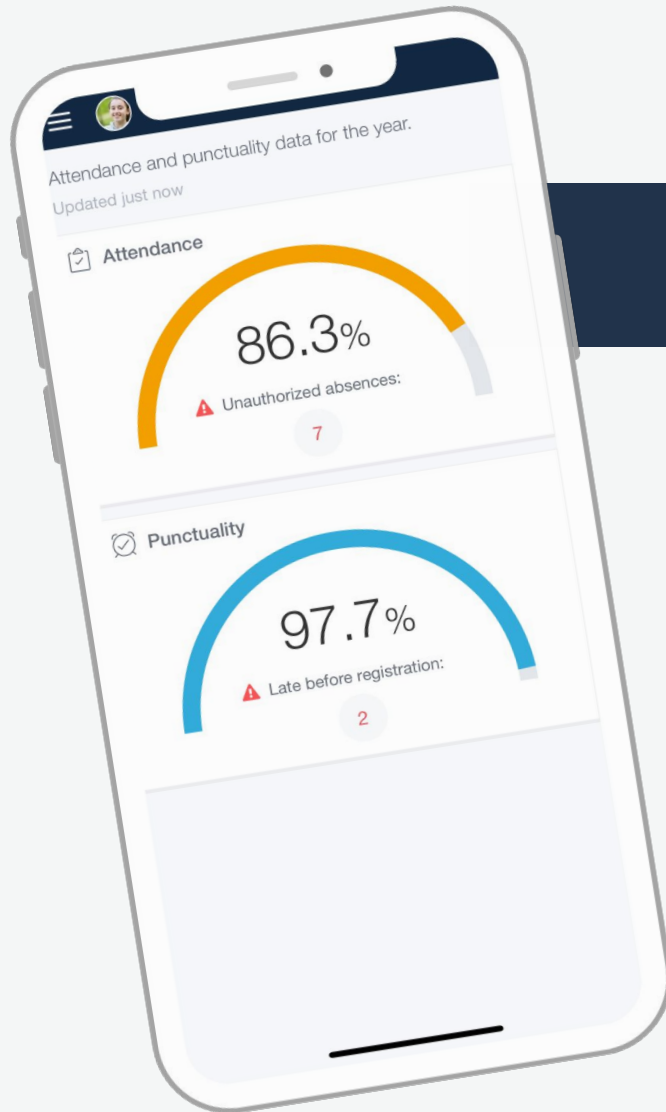 Attendance and punctuality data for the year.
Updated just now
Attendance
86.3%
Unauthorized absences:
7
Punctuality
97.7%
Late before registration:
2